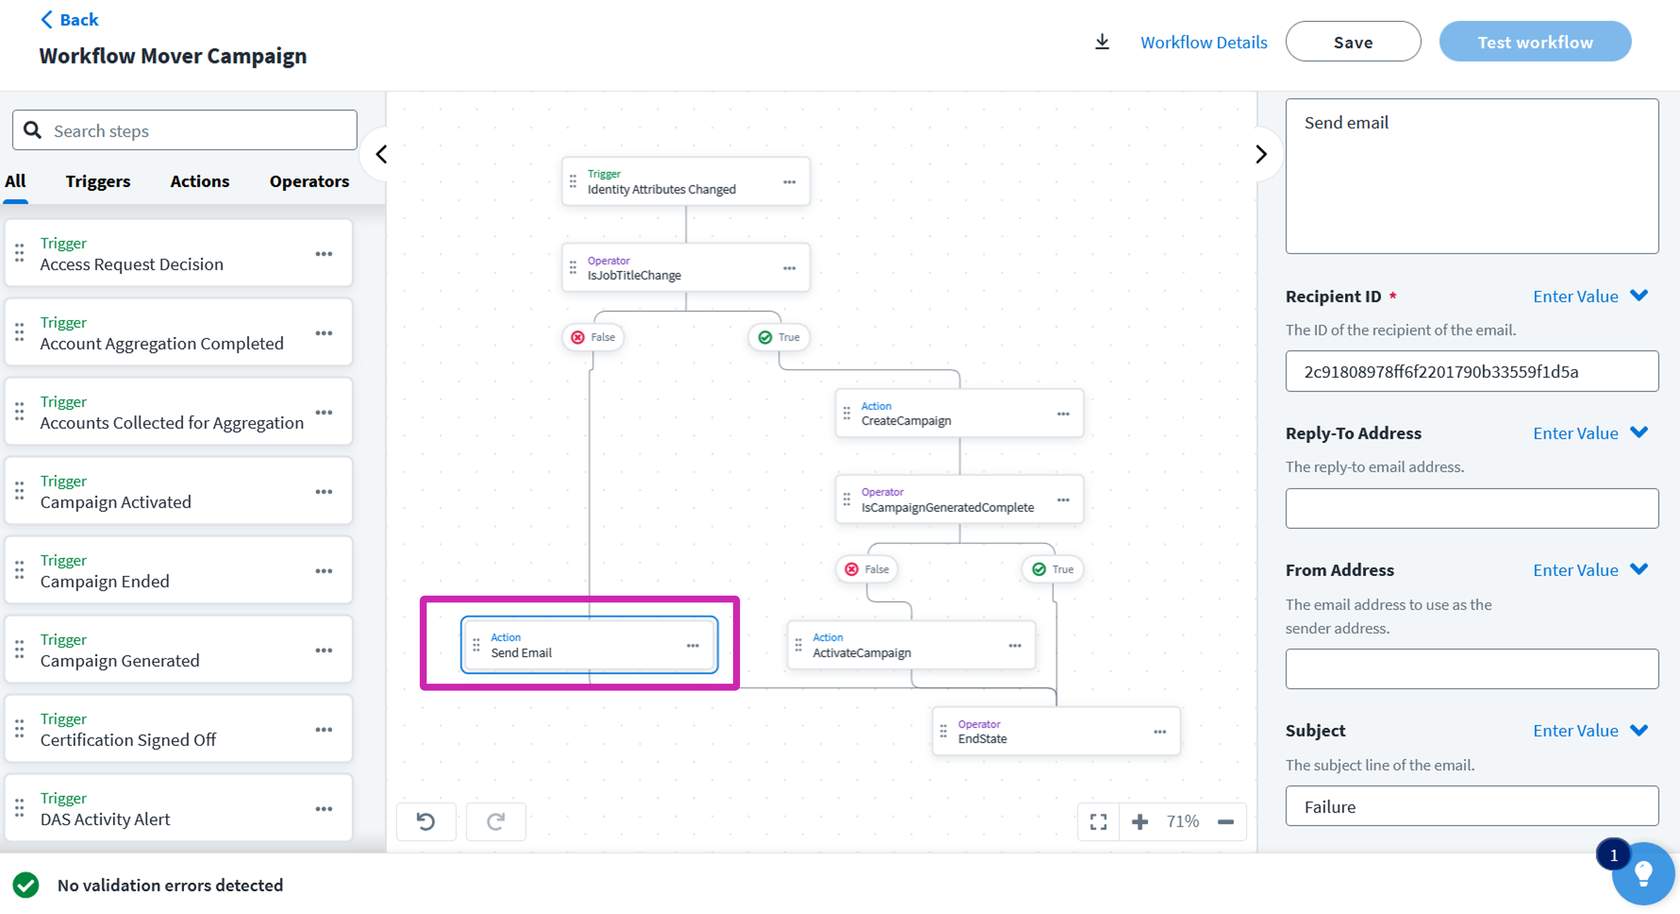 Back
Workflow Mover Campaign
Workflow Details
Save
Test workflow
Search steps
All Triggers Actions Operators
Trigger
Access Request Decision
Trigger
Account Aggregation Completed
Trigger
Accounts Collected for Aggregation
Trigger
Campaign Activated
Trigger
Campaign Ended
Trigger
Campaign Generated
Trigger
Certification Signed Off
Trigger
DAS Activity Alert
Trigger
Identity Attributes Changed
Operator
IsJobTitleChange
False
True
Action
CreateCampaign
Operator
IsCampaignGeneratedComplete
False
True
Action
Send Email
Action
ActivateCampaign
Operator
EndState
71%
Send email
Recipient ID * Enter Value
The ID of the recipient of the email.
2c91808978ff6f2201790b33559f1d5a
Reply-To Address Enter Value
The reply-to email address.
From Address Enter Value
The email address to use as the
sender address.
Subject Enter Value
The subject line of the email.
Failure
1
No validation errors detected